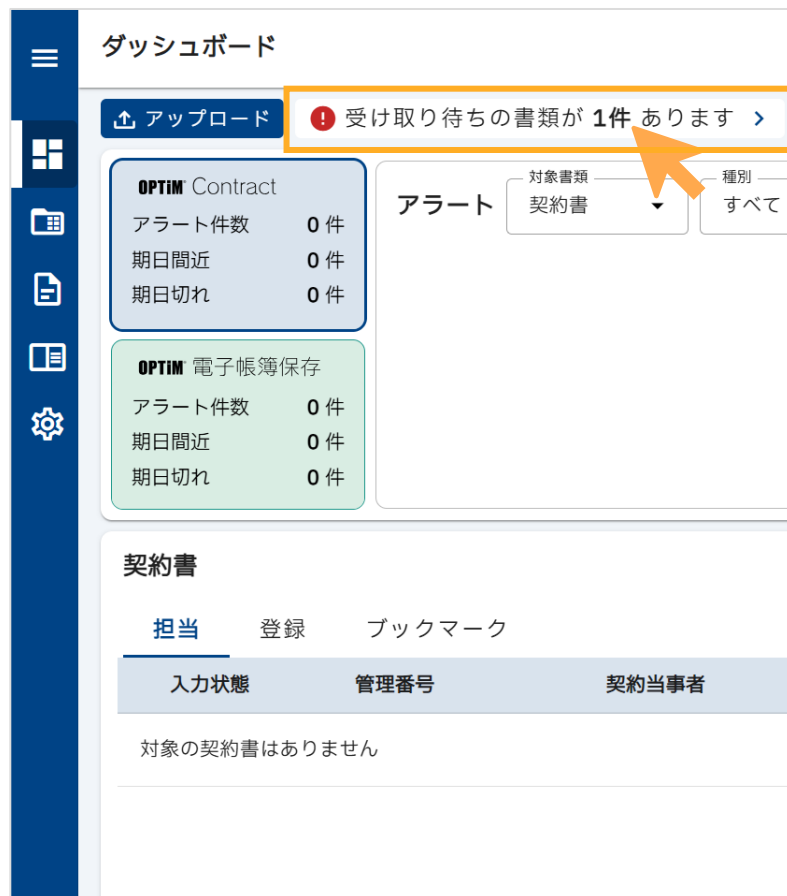 ダッシュボード
アップロード
受け取り待ちの書類が 1件 あります
OPTiM Contract
アラート件数 0 件
期日間近 0 件
期日切れ 0 件
アラート
対象書類
契約書
種別
すべて
OPTiM 電子帳簿保存
アラート件数 0 件
期日間近 0 件
期日切れ 0 件
契約書
担当 登録 ブックマーク
入力状態 管理番号 契約当事者
対象の契約書はありません